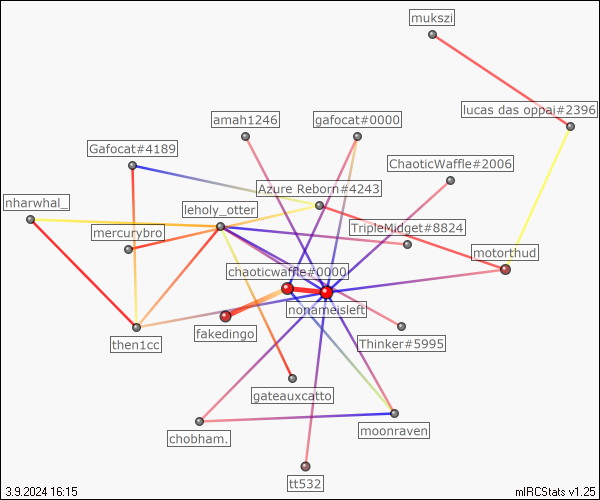 mukszi
lucas das oppai#2396
amah1246
gafocat#0000
Gafocat#4189
ChaoticWaffle#2006
Azure Reborn#4243
nharwhal_
leholy_otter
mercurybro
TripleMidget#8824
motorthud
chaoticwaffle#0000
nonameisleft
fakedingo
then1cc
Thinker#5995
gateauxcatto
moonraven
chobham.
tt532
3.9.2024 16:15
mIRCStats v1.25